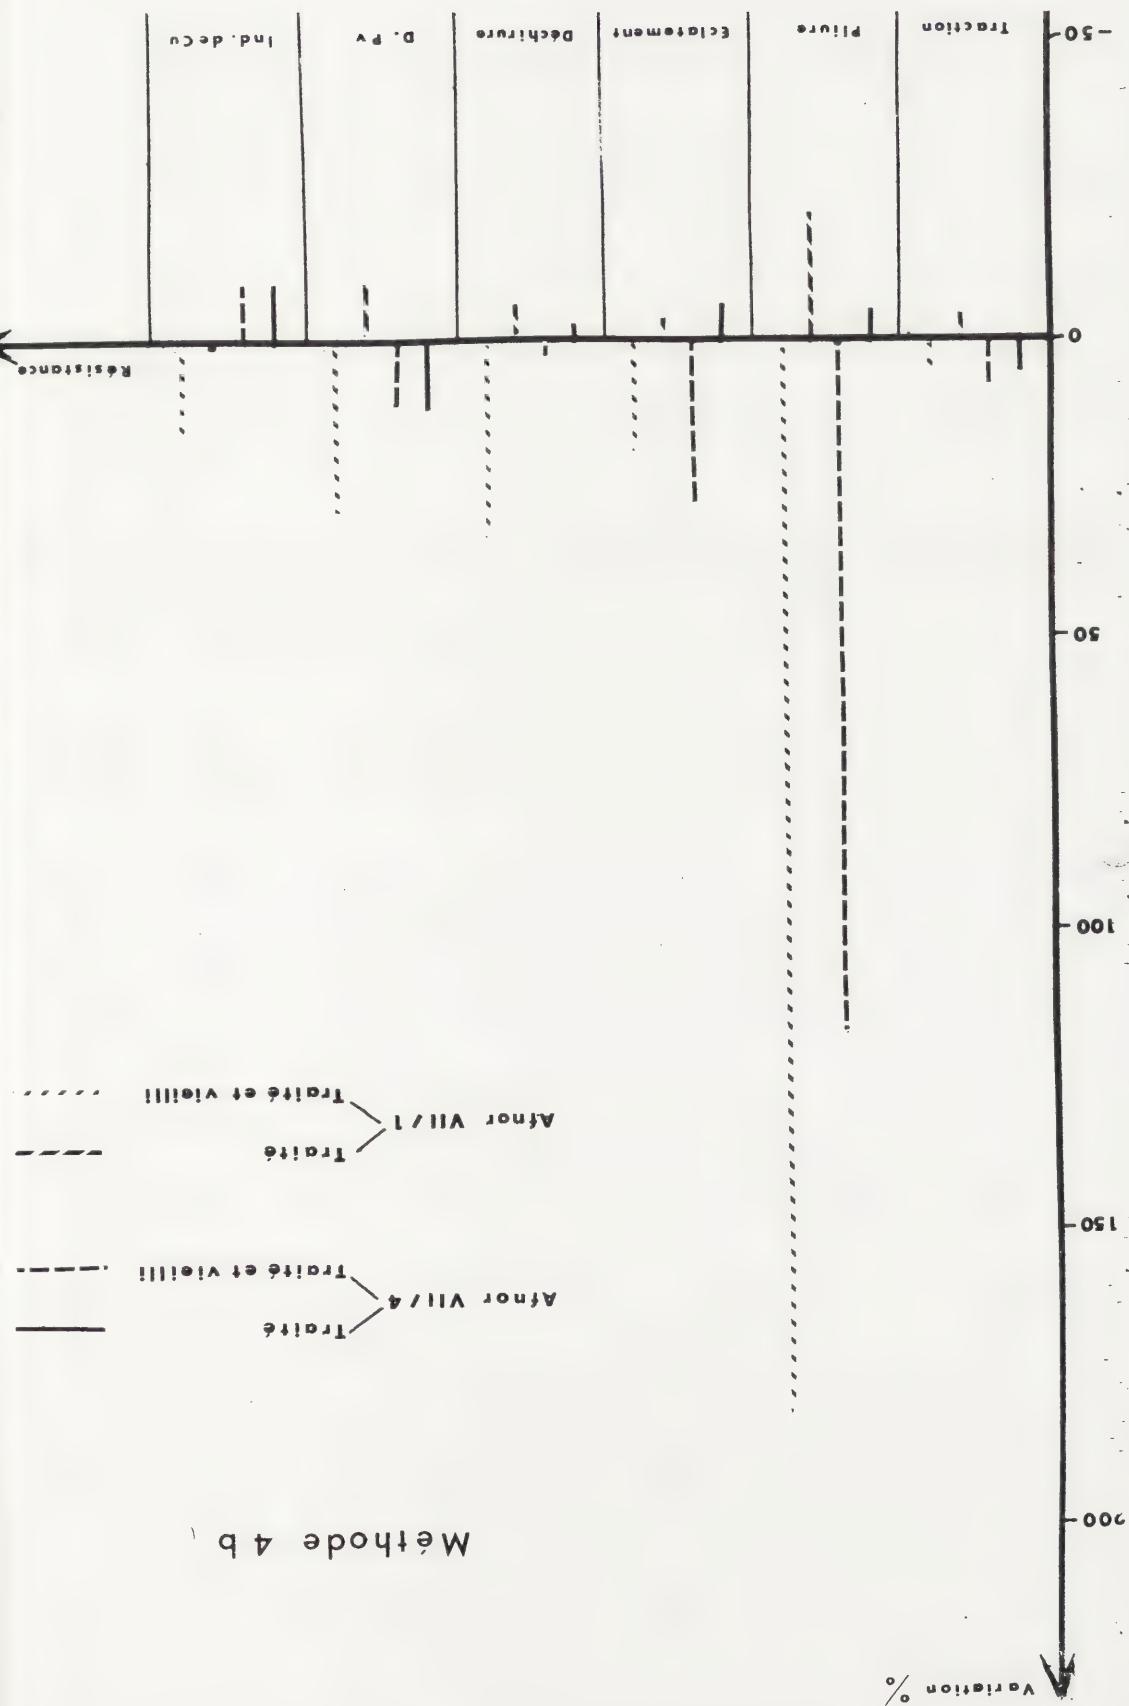 Variation %
Méthode 4 b
200
150
100
50
0
-50
Afnor VII/4
Traité
Traité et vieilli
Afnor VII/1
Traité
Traité et vieilli
Résistance
Traction
Pliure
Eclatement
Déchirure
D. Pv
Ind. de Cu